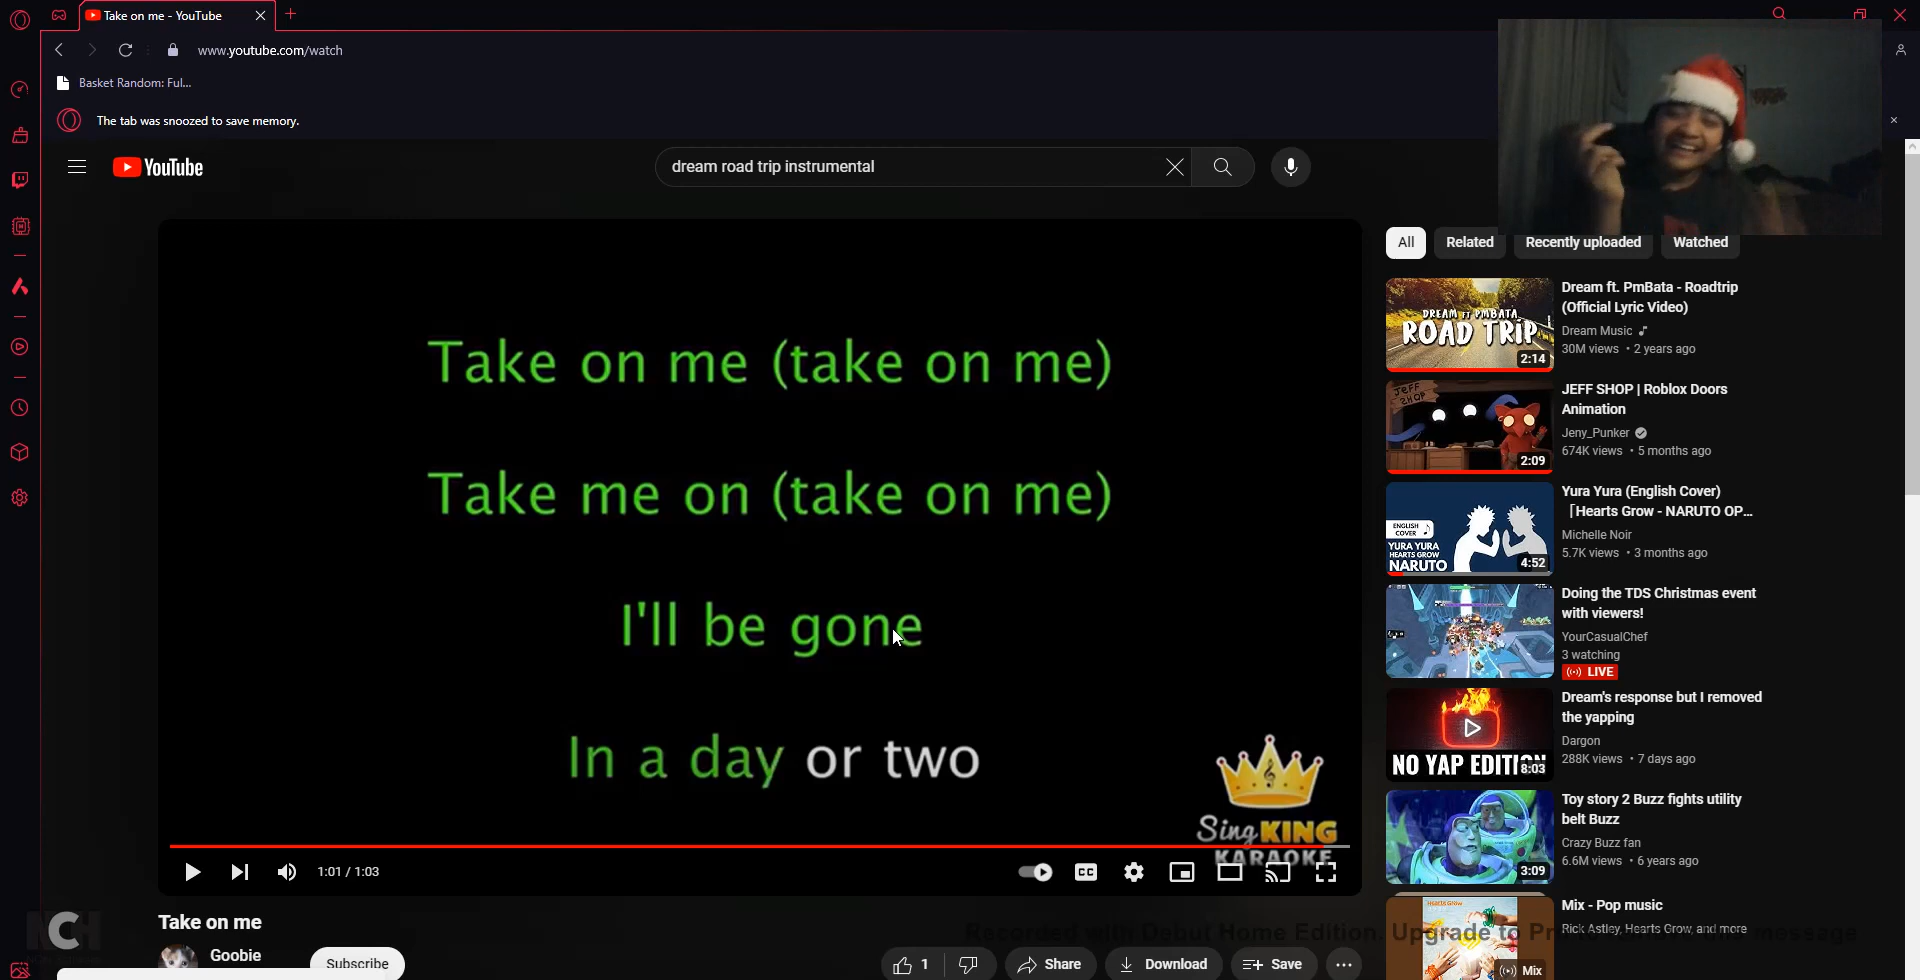 Take on me - YouTube
www.youtube.com/watch
Basket Random: Ful...
The tab was snoozed to save memory.
YouTube
dream road trip instrumental
Take on me (take on me)
Take me on (take on me)
I'll be gone
In a day or two
SingKING
KARAOKE
1:01 / 1:03
CC
Take on me
Goobie
Subscribe
1
Share
Download
Save
NCH
Recorded with Debut Home Edition. Upgrade to
message
All
Related
Recently uploaded
Watched
DREAM FT PMBATA
ROAD TRIP
2:14
Dream ft. PmBata - Roadtrip
(Official Lyric Video)
Dream Music
30M views • 2 years ago
JEFF SHOP
2:09
JEFF SHOP | Roblox Doors
Animation
Jeny_Punker
674K views • 5 months ago
ENGLISH
COVER
YURA YURA
HEARTS GROW
NARUTO
4:52
Yura Yura (English Cover)
「Hearts Grow - NARUTO OP...
Michelle Noir
5.7K views • 3 months ago
Doing the TDS Christmas event
with viewers!
YourCasualChef
3 watching
LIVE
NO YAP EDITION
8:03
Dream's response but I removed
the yapping
Dargon
288K views • 7 days ago
3:09
Toy story 2 Buzz fights utility
belt Buzz
Crazy Buzz fan
6.6M views • 6 years ago
Hearts Grow
Mix
Mix - Pop music
Rick Astley, Hearts Grow, and more